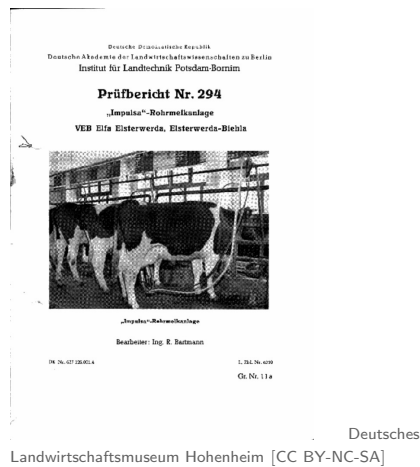 Deutsche Demokratische Republik
Deutsche Akademie der Landwirtschaftswissenschaften zu Berlin
Institut für Landtechnik Potsdam-Bornim
Prüfbericht Nr. 294
„Impulsa“-Rohrmelkanlage
VEB Elfa Elsterwerda, Elsterwerda-Biehla
„Impulsa“-Rohrmelkanlage
Bearbeiter: Ing. R. Bartmann
Gr. Nr. 11a
Deutsches
Landwirtschaftsmuseum Hohenheim [CC BY-NC-SA]